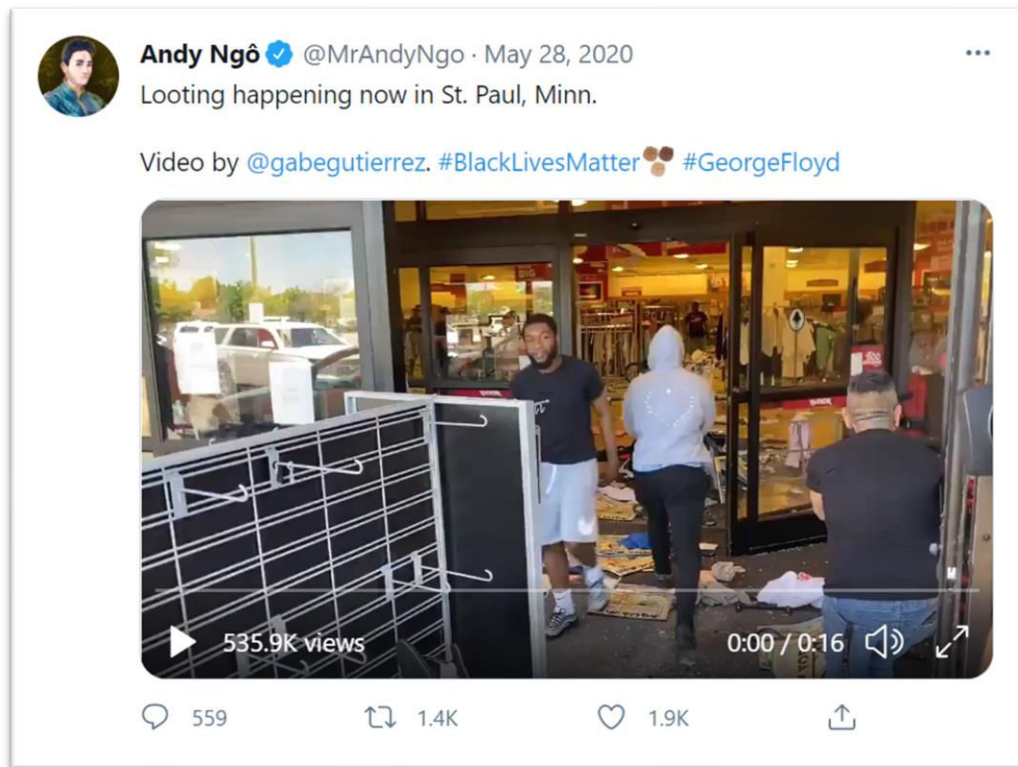 Andy Ngô @MrAndyNgo · May 28, 2020
Looting happening now in St. Paul, Minn.
Video by @gabegutierrez. #BlackLivesMatter #GeorgeFloyd
535.9K views
0:00 / 0:16
559
1.4K
1.9K